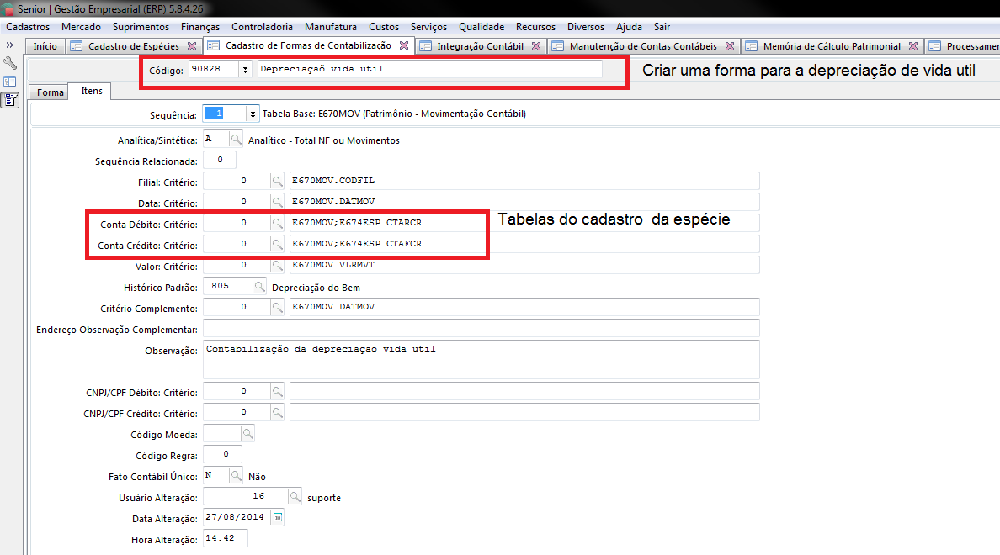 Senior | Gestão Empresarial (ERP) 5.8.4.26
Cadastros Mercado Suprimentos Finanças Controladoria Manufatura Custos Serviços Qualidade Recursos Diversos Ajuda Sair
Início Cadastro de Espécies Cadastro de Formas de Contabilização Integração Contábil Manutenção de Contas Contábeis Memória de Cálculo Patrimonial Processamen
Código: 90828 Depreciaçaõ vida util
Criar uma forma para a depreciação de vida util
Forma Itens
Sequência: 1 Tabela Base: E670MOV (Patrimônio - Movimentação Contábil)
Analítica/Sintética: A Analítico - Total NF ou Movimentos
Sequência Relacionada: 0
Filial: Critério: 0 E670MOV.CODFIL
Data: Critério: 0 E670MOV.DATMOV
Conta Débito: Critério: 0 E670MOV;E674ESP.CTARCR
Tabelas do cadastro da espécie
Conta Crédito: Critério: 0 E670MOV;E674ESP.CTAFCR
Valor: Critério: 0 E670MOV.VLRMVT
Histórico Padrão: 805 Depreciação do Bem
Critério Complemento: 0 E670MOV.DATMOV
Endereço Observação Complementar:
Observação: Contabilização da depreciaçao vida util
CNPJ/CPF Débito: Critério: 0
CNPJ/CPF Crédito: Critério: 0
Código Moeda:
Código Regra: 0
Fato Contábil Único: N Não
Usuário Alteração: 16 suporte
Data Alteração: 27/08/2014
Hora Alteração: 14:42